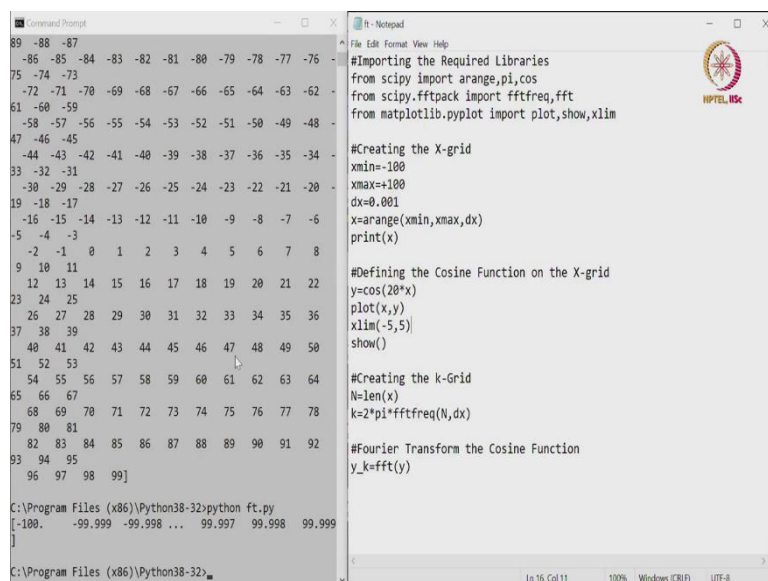 Command Prompt
89 -88 -87
-86 -85 -84 -83 -82 -81 -80 -79 -78 -77 -76 -
75 -74 -73
-72 -71 -70 -69 -68 -67 -66 -65 -64 -63 -62 -
61 -60 -59
-58 -57 -56 -55 -54 -53 -52 -51 -50 -49 -48 -
47 -46 -45
-44 -43 -42 -41 -40 -39 -38 -37 -36 -35 -34 -
33 -32 -31
-30 -29 -28 -27 -26 -25 -24 -23 -22 -21 -20 -
19 -18 -17
-16 -15 -14 -13 -12 -11 -10 -9 -8 -7 -6
-5 -4 -3
-2 -1 0 1 2 3 4 5 6 7 8
9 10 11
12 13 14 15 16 17 18 19 20 21 22
23 24 25
26 27 28 29 30 31 32 33 34 35 36
37 38 39
40 41 42 43 44 45 46 47 48 49 50
51 52 53
54 55 56 57 58 59 60 61 62 63 64
65 66 67
68 69 70 71 72 73 74 75 76 77 78
79 80 81
82 83 84 85 86 87 88 89 90 91 92
93 94 95
96 97 98 99]
C:\Program Files (x86)\Python38-32>python ft.py
[-100. -99.999 -99.998 ... 99.997 99.998 99.999
]
C:\Program Files (x86)\Python38-32>
ft - Notepad
File Edit Format View Help
#Importing the Required Libraries
from scipy import arange,pi,cos
from scipy.fftpack import fftfreq,fft
from matplotlib.pyplot import plot,show,xlim
#Creating the X-grid
xmin=-100
xmax=+100
dx=0.001
x=arange(xmin,xmax,dx)
print(x)
#Defining the Cosine Function on the X-grid
y=cos(20*x)
plot(x,y)
xlim(-5,5)
show()
#Creating the k-Grid
N=len(x)
k=2*pi*fftfreq(N,dx)
#Fourier Transform the Cosine Function
y_k=fft(y)
NPTEL, IISc
Ln 16, Col 11 100% Windows (CRLF) UTF-8